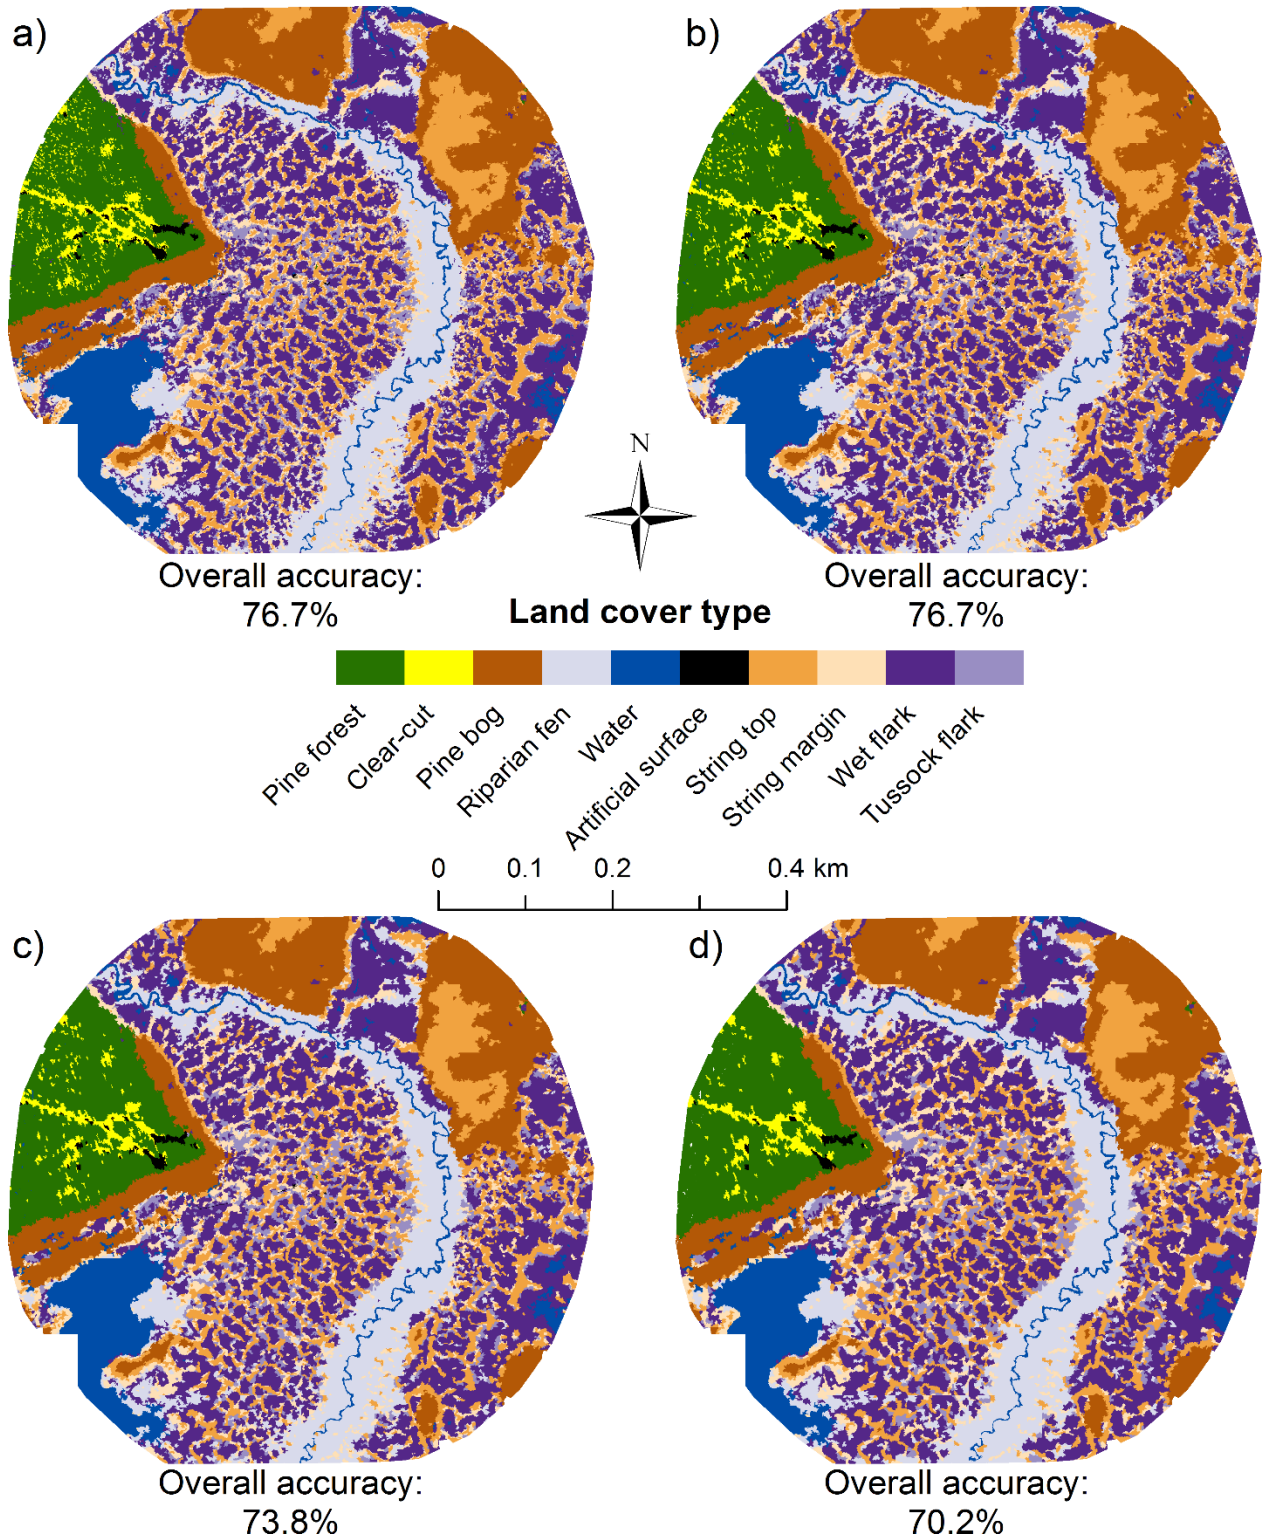 a)
b)
N
Overall accuracy:
76.7%
Overall accuracy:
76.7%
Land cover type
Pine forest
Clear-cut
Pine bog
Riparian fen
Water
Artificial surface
String top
String margin
Wet flark
Tussock flark
0 0.1 0.2 0.4 km
c)
d)
Overall accuracy:
73.8%
Overall accuracy:
70.2%